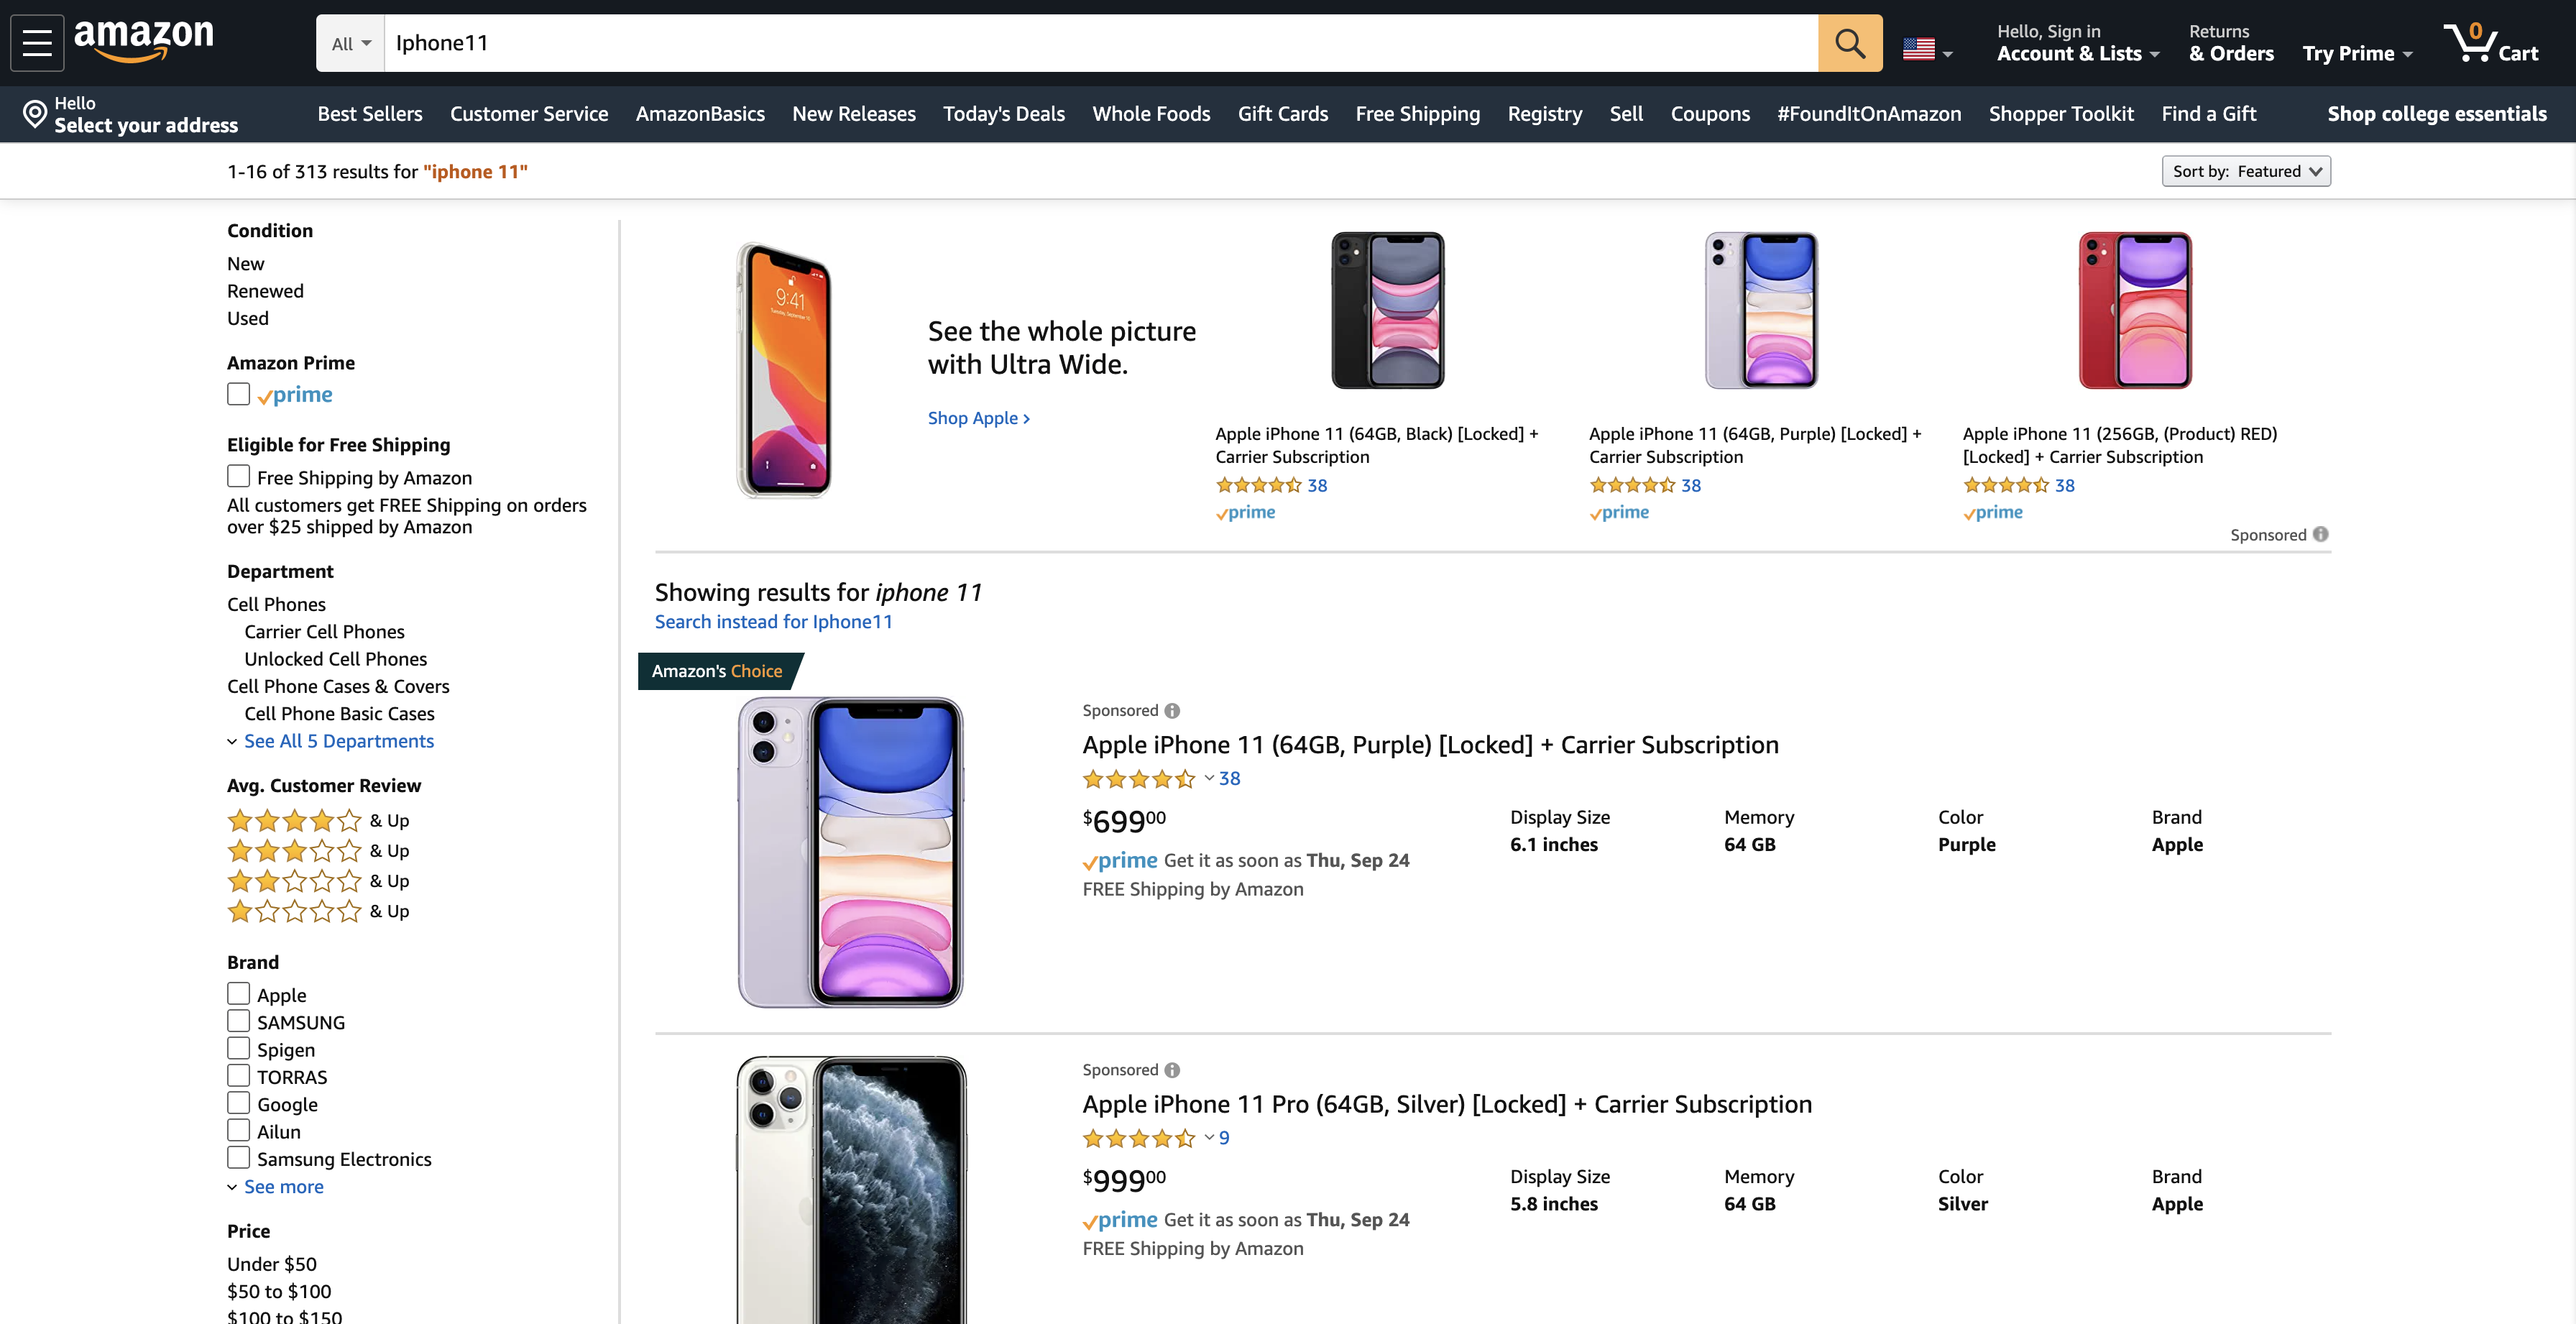 amazon
All
Iphone11
Hello, Sign in
Account & Lists
Returns
& Orders
Try Prime
0
Cart
Hello
Select your address
Best Sellers
Customer Service
AmazonBasics
New Releases
Today's Deals
Whole Foods
Gift Cards
Free Shipping
Registry
Sell
Coupons
#FoundItOnAmazon
Shopper Toolkit
Find a Gift
Shop college essentials
1-16 of 313 results for "iphone 11"
Sort by: Featured
Condition
New
Renewed
Used
Amazon Prime
prime
Eligible for Free Shipping
Free Shipping by Amazon
All customers get FREE Shipping on orders
over $25 shipped by Amazon
Department
Cell Phones
Carrier Cell Phones
Unlocked Cell Phones
Cell Phone Cases & Covers
Cell Phone Basic Cases
See All 5 Departments
Avg. Customer Review
& Up
& Up
& Up
& Up
Brand
Apple
SAMSUNG
Spigen
TORRAS
Google
Ailun
Samsung Electronics
See more
Price
Under $50
$50 to $100
$100 to $150
9:41
See the whole picture
with Ultra Wide.
Shop Apple ›
Apple iPhone 11 (64GB, Black) [Locked] +
Carrier Subscription
38
prime
Apple iPhone 11 (64GB, Purple) [Locked] +
Carrier Subscription
38
prime
Apple iPhone 11 (256GB, (Product) RED)
[Locked] + Carrier Subscription
38
prime
Sponsored
Showing results for iphone 11
Search instead for Iphone11
Amazon's Choice
Sponsored
Apple iPhone 11 (64GB, Purple) [Locked] + Carrier Subscription
38
$69900
prime Get it as soon as Thu, Sep 24
FREE Shipping by Amazon
Display Size
6.1 inches
Memory
64 GB
Color
Purple
Brand
Apple
Sponsored
Apple iPhone 11 Pro (64GB, Silver) [Locked] + Carrier Subscription
9
$99900
prime Get it as soon as Thu, Sep 24
FREE Shipping by Amazon
Display Size
5.8 inches
Memory
64 GB
Color
Silver
Brand
Apple